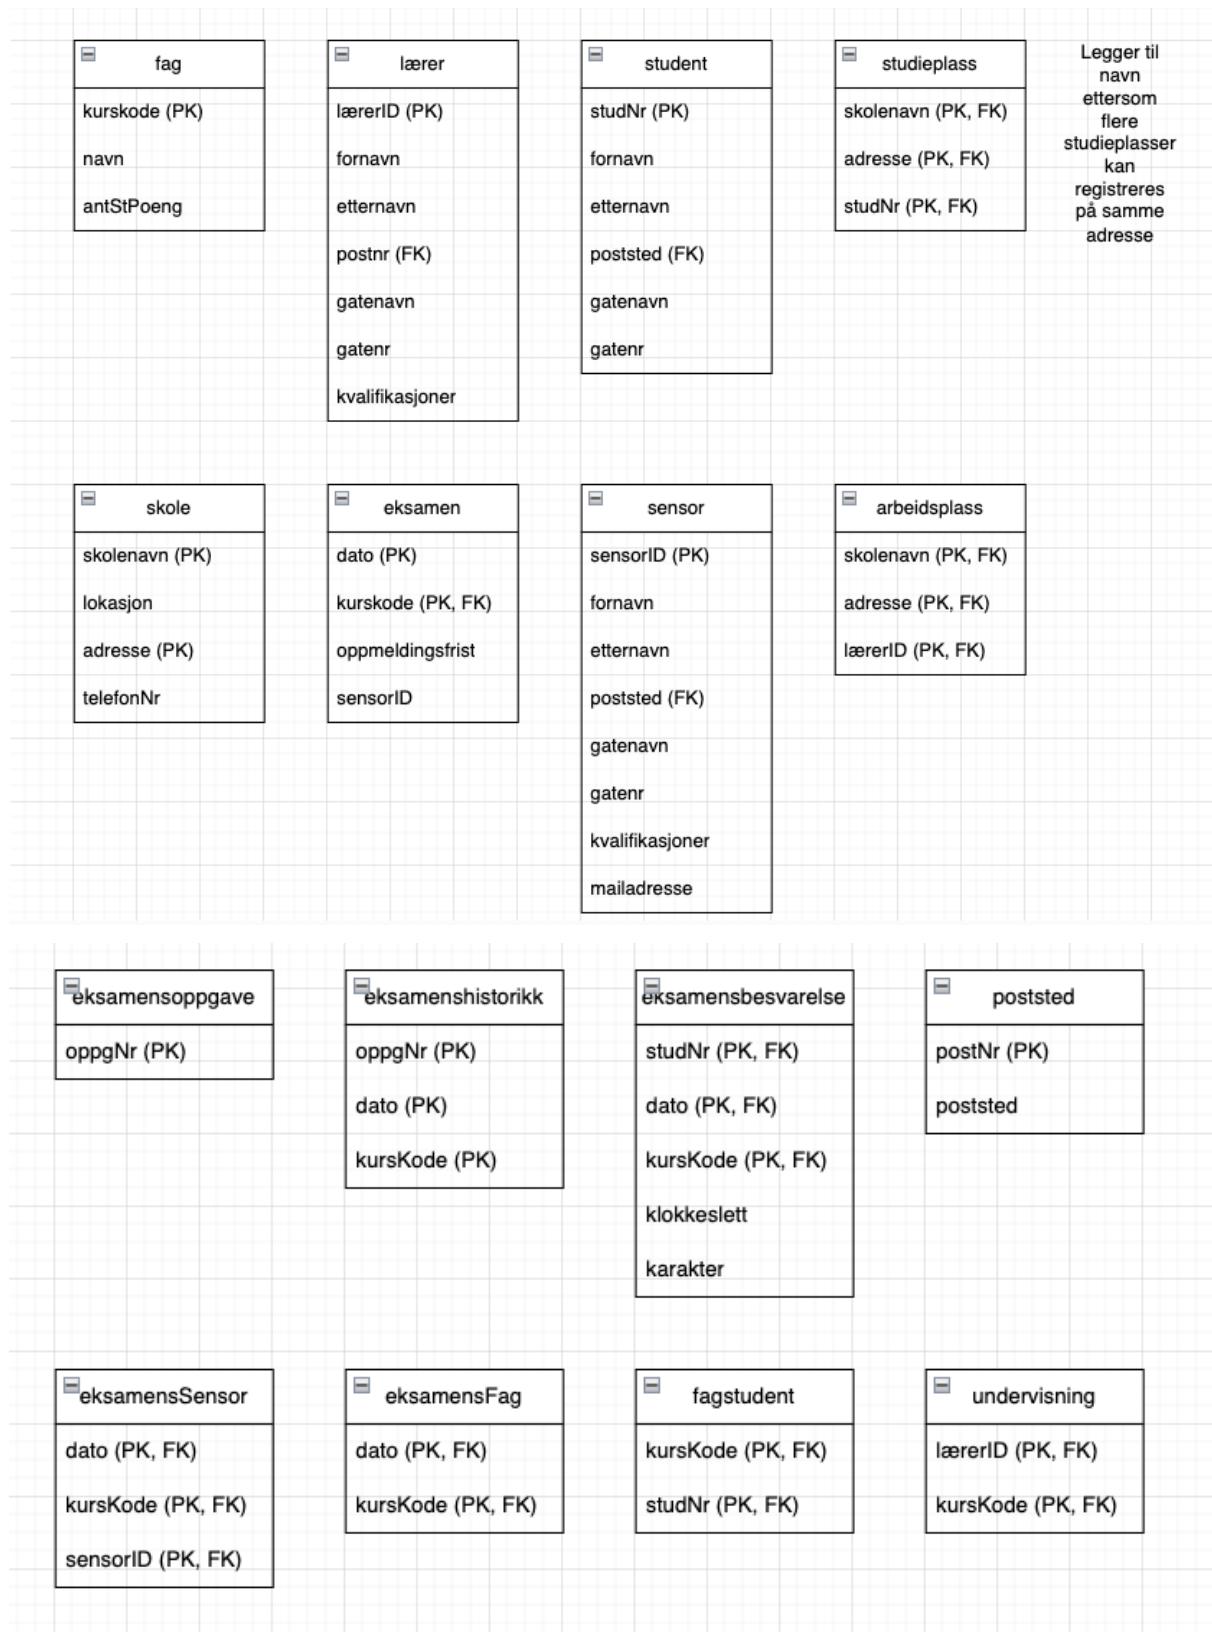 fag
kurskode (PK)
navn
antStPoeng
lærer
lærerID (PK)
fornavn
etternavn
postnr (FK)
gatenavn
gatenr
kvalifikasjoner
student
studNr (PK)
fornavn
etternavn
poststed (FK)
gatenavn
gatenr
studieplass
skolenavn (PK, FK)
adresse (PK, FK)
studNr (PK, FK)
Legger til
navn
ettersom
flere
studieplasser
kan
registreres
på samme
adresse
skole
skolenavn (PK)
lokasjon
adresse (PK)
telefonNr
eksamen
dato (PK)
kurskode (PK, FK)
oppmeldingsfrist
sensorID
sensor
sensorID (PK)
fornavn
etternavn
poststed (FK)
gatenavn
gatenr
kvalifikasjoner
mailadresse
arbeidsplass
skolenavn (PK, FK)
adresse (PK, FK)
lærerID (PK, FK)
eksamensoppgave
oppgNr (PK)
eksamenshistorikk
oppgNr (PK)
dato (PK)
kursKode (PK)
eksamensbesvarelse
studNr (PK, FK)
dato (PK, FK)
kursKode (PK, FK)
klokkeslett
karakter
poststed
postNr (PK)
poststed
eksamensSensor
dato (PK, FK)
kursKode (PK, FK)
sensorID (PK, FK)
eksamensFag
dato (PK, FK)
kursKode (PK, FK)
fagstudent
kursKode (PK, FK)
studNr (PK, FK)
undervisning
lærerID (PK, FK)
kursKode (PK, FK)